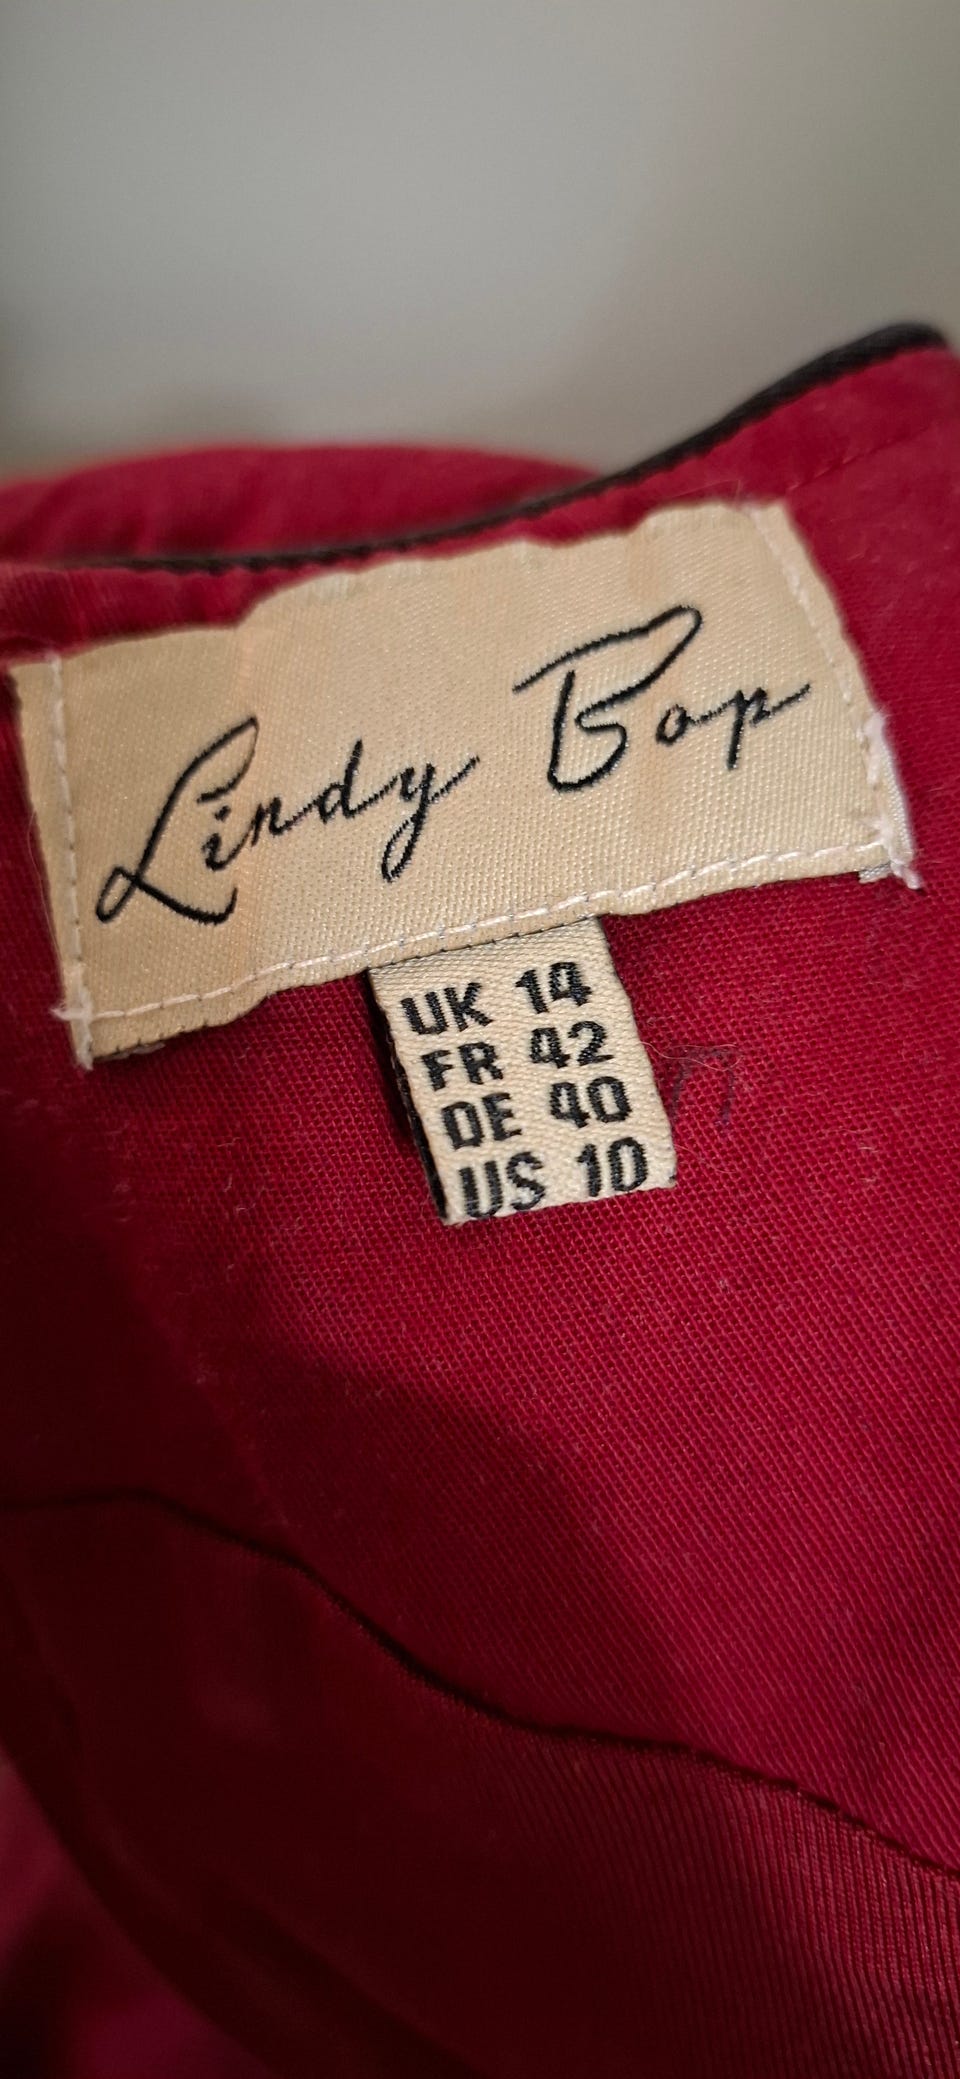 Lindy Bop
UK 14
FR 42
DE 40
US 10